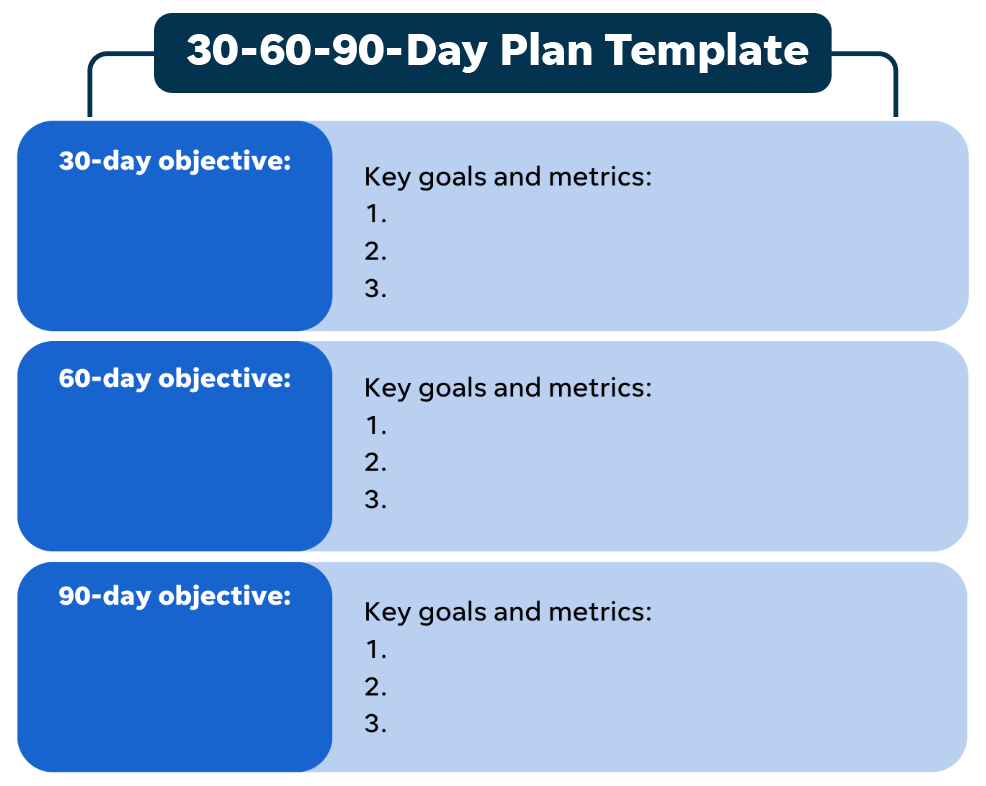 30-60-90-Day Plan Template
30-day objective:
Key goals and metrics:
1.
2.
3.
60-day objective:
Key goals and metrics:
1.
2.
3.
90-day objective:
Key goals and metrics:
1.
2.
3.